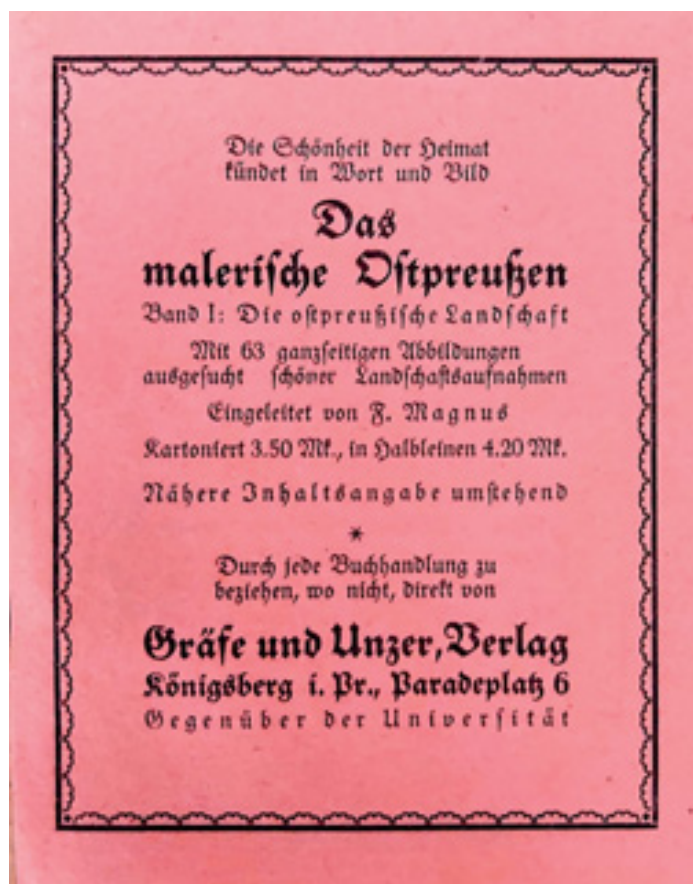 Die Schönheit der Heimat
kündet in Wort und Bild
Das
malerische Ostpreußen
Band I: Die ostpreußische Landschaft
Mit 63 ganzseitigen Abbildungen
ausgesucht schöner Landschaftsaufnahmen
Eingeleitet von F. Magnus
Kartoniert 3.50 Mk., in Halbleinen 4.20 Mk.
Nähere Inhaltsangabe umstehend
*
Durch jede Buchhandlung zu
beziehen, wo nicht, direkt von
Gräfe und Unzer, Verlag
Königsberg i. Pr., Paradeplatz 6
Gegenüber der Universität